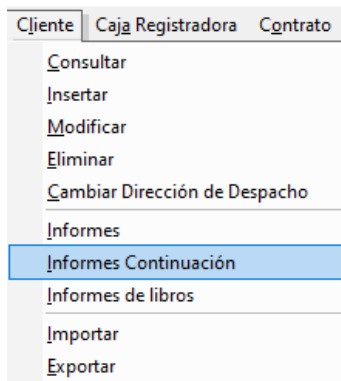 Cliente Caja Registradora Contrato
Consultar
Insertar
Modificar
Eliminar
Cambiar Dirección de Despacho
Informes
Informes Continuación
Informes de libros
Importar
Exportar